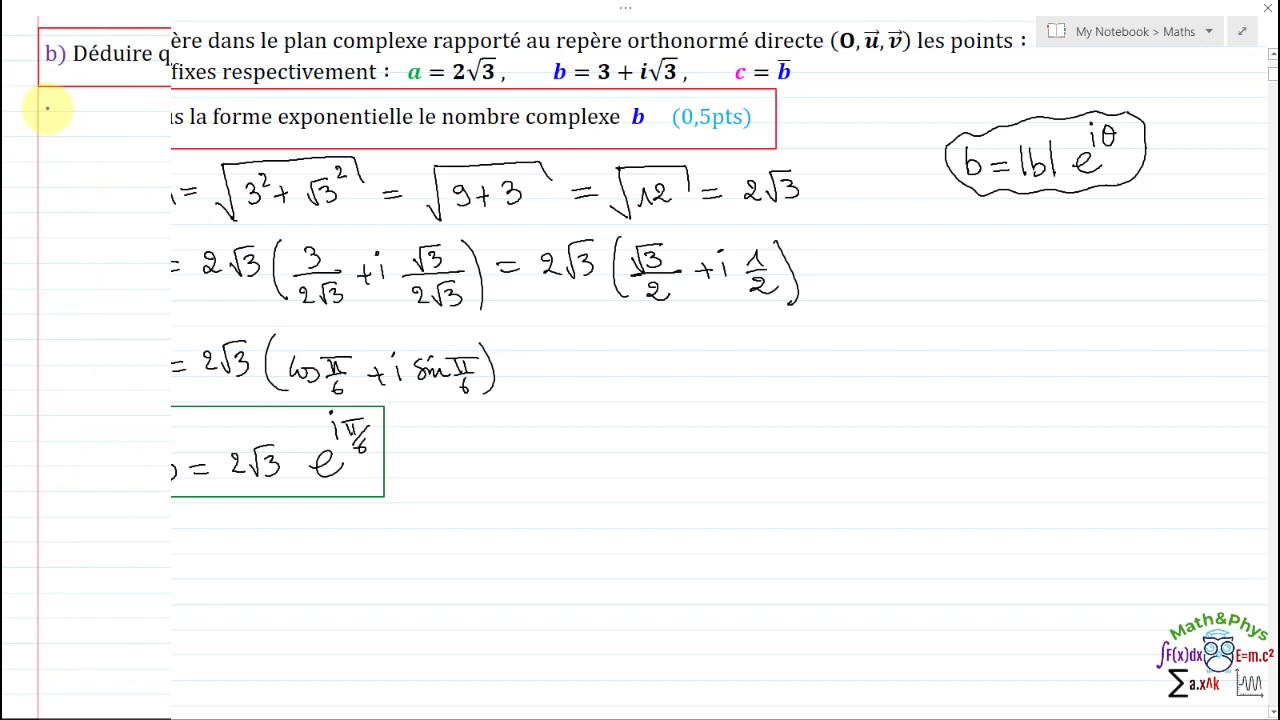 My Notebook > Maths
b) Déduire q
ère dans le plan complexe rapporté au repère orthonormé directe (O, u⃗, v⃗) les points :
fixes respectivement : a = 2√3 , b = 3 + i√3 , c = b̅
s la forme exponentielle le nombre complexe b (0,5pts)
b = |b| e^{iθ}
= √(3² + √3²) = √(9+3) = √12 = 2√3
= 2√3 (3/(2√3) + i √3/(2√3)) = 2√3 (√3/2 + i 1/2)
= 2√3 (cos π/6 + i sin π/6)
= 2√3 e^{iπ/6}
Math&Phys
∫F(x)dx E=m.c²
∑ a.x∧k